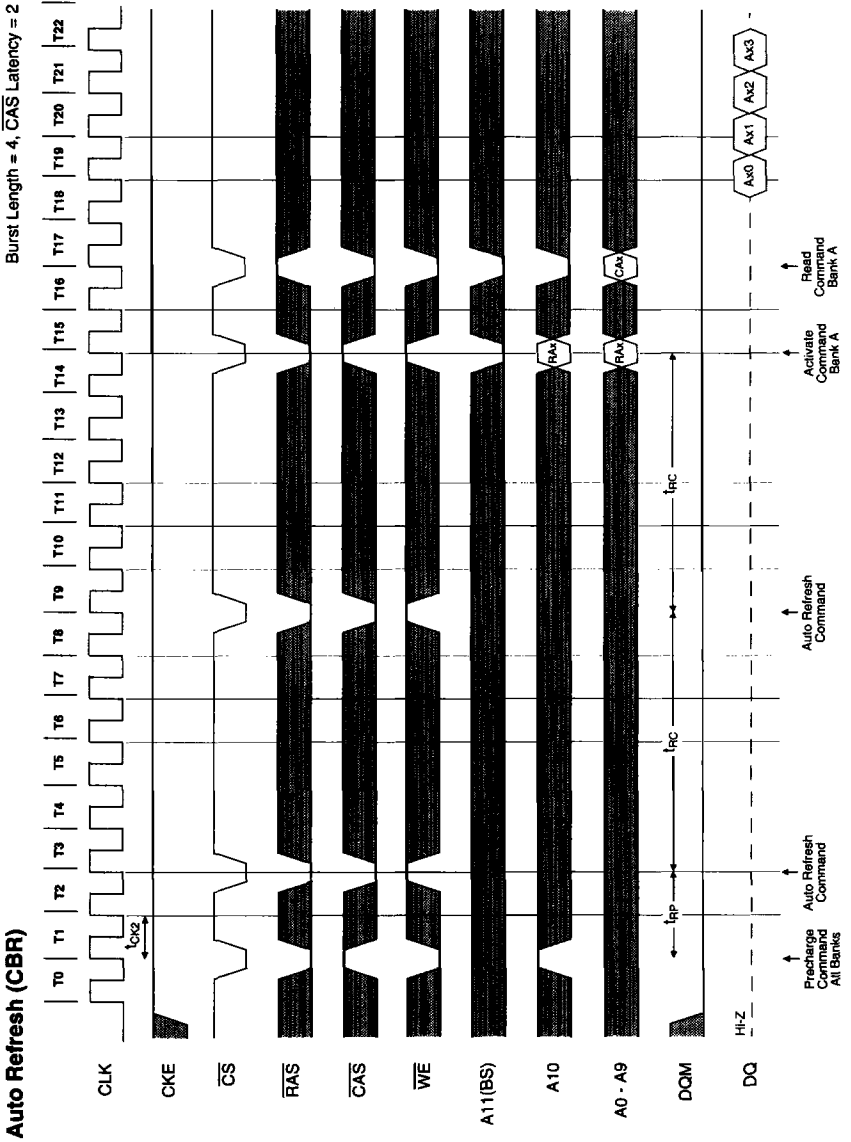 Auto Refresh (CBR)
Burst Length = 4, CAS Latency = 2
T0 T1 T2 T3 T4 T5 T6 T7 T8 T9 T10 T11 T12 T13 T14 T15 T16 T17 T18 T19 T20 T21 T22
CLK
tCK2
CKE
CS
RAS
CAS
WE
A11(BS)
A10 RAx
A0 - A9 RAx CAx
DQM tRP tRC tRC
DQ Hi-Z Ax0 Ax1 Ax2 Ax3
Precharge
Command
All Banks
Auto Refresh
Command
Auto Refresh
Command
Activate
Command
Bank A
Read
Command
Bank A